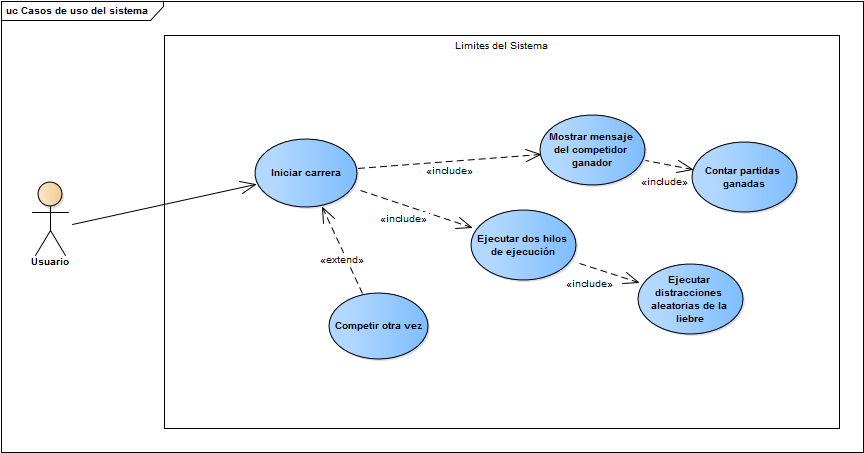 uc Casos de uso del sistema
Limites del Sistema
Mostrar mensaje
del competidor
ganador
Iniciar carrera
«include»
Contar partidas
ganadas
«include»
Usuario
«include»
Ejecutar dos hilos
de ejecución
«extend»
«include»
Ejecutar
distracciones
aleatorias de la
liebre
Competir otra vez